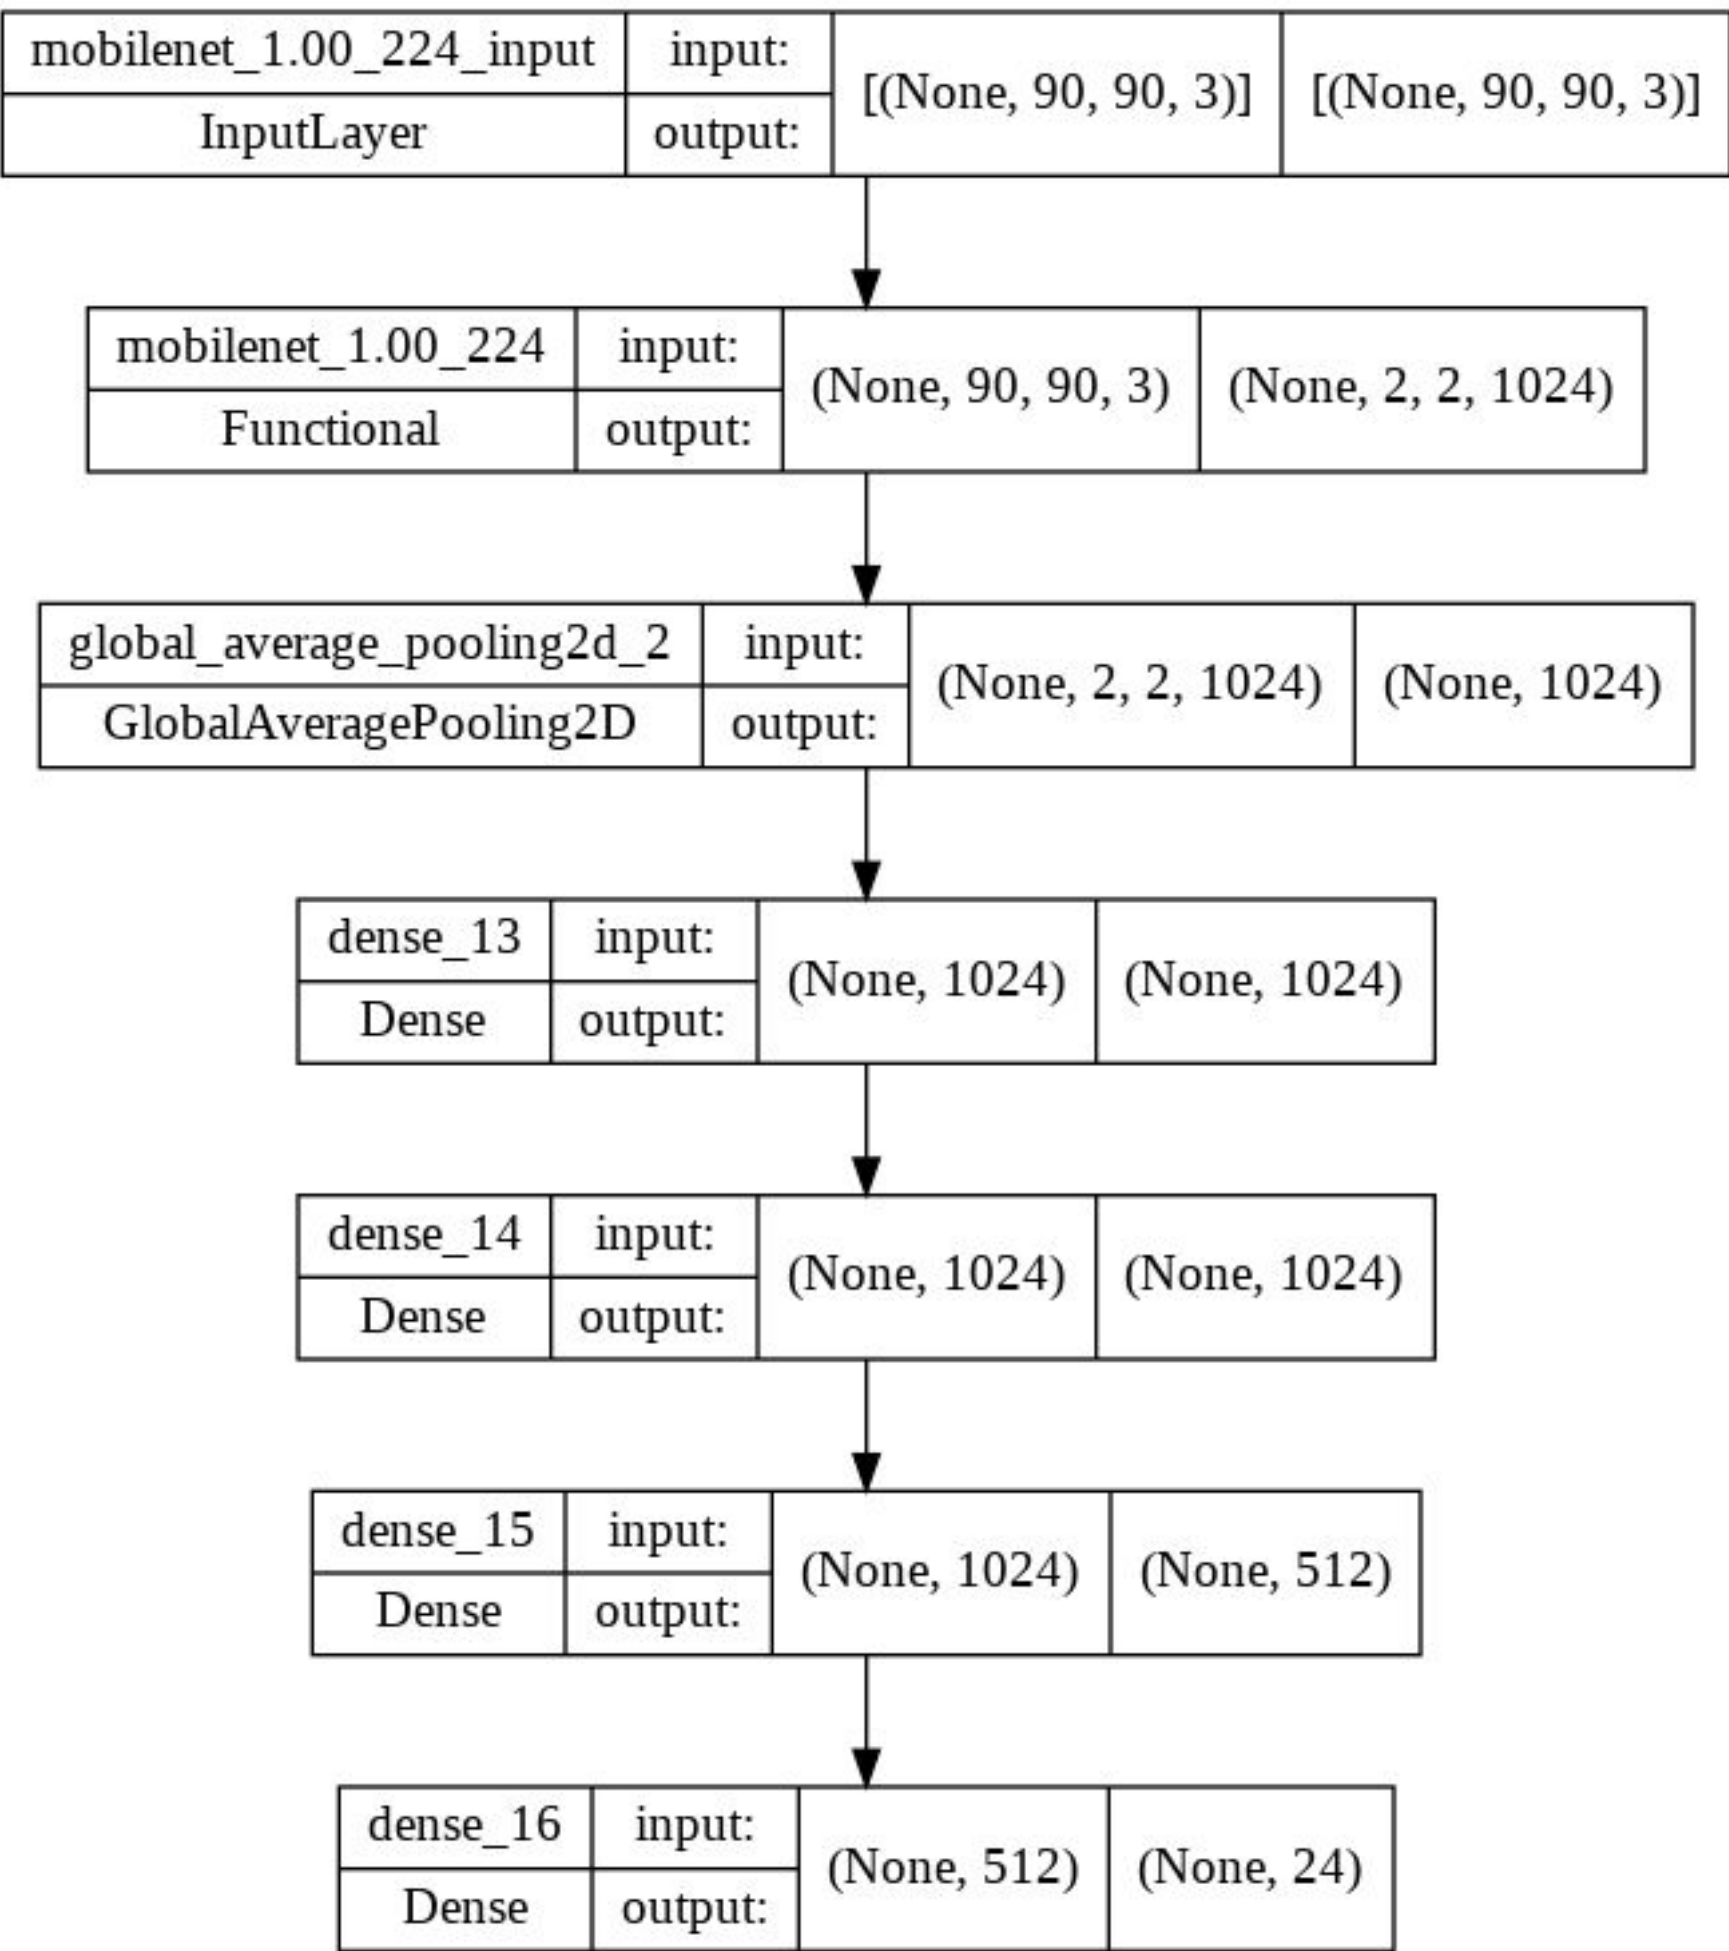 mobilenet_1.00_224_input
input:
[(None, 90, 90, 3)]
[(None, 90, 90, 3)]
InputLayer
output:
mobilenet_1.00_224
input:
(None, 90, 90, 3)
(None, 2, 2, 1024)
Functional
output:
global_average_pooling2d_2
input:
(None, 2, 2, 1024)
(None, 1024)
GlobalAveragePooling2D
output:
dense_13
input:
(None, 1024)
(None, 1024)
Dense
output:
dense_14
input:
(None, 1024)
(None, 1024)
Dense
output:
dense_15
input:
(None, 1024)
(None, 512)
Dense
output:
dense_16
input:
(None, 512)
(None, 24)
Dense
output: